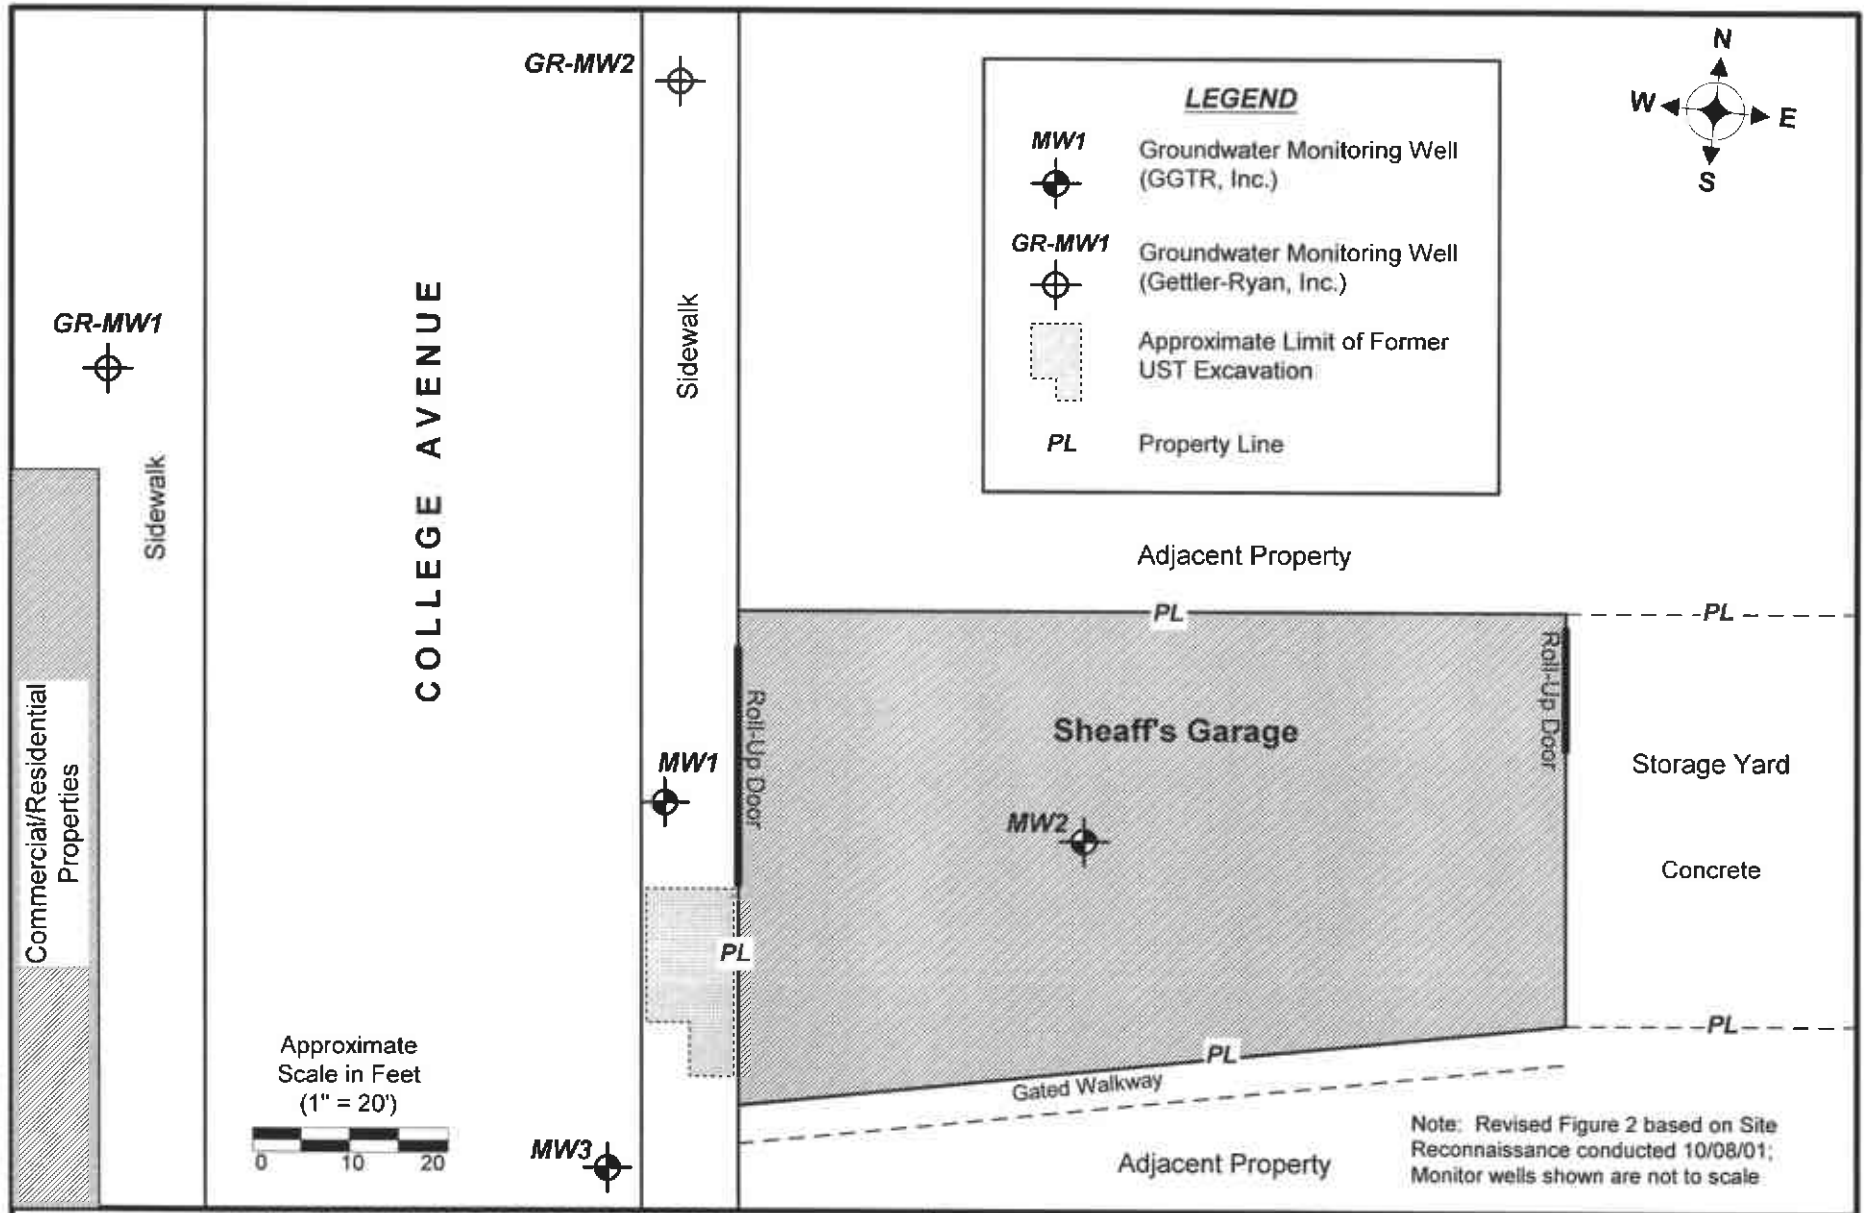 GR-MW2
N
W
E
S
LEGEND
MW1
Groundwater Monitoring Well
(GGTR, Inc.)
GR-MW1
Groundwater Monitoring Well
(Gettler-Ryan, Inc.)
Approximate Limit of Former
UST Excavation
PL
Property Line
GR-MW1
Sidewalk
COLLEGE AVENUE
Sidewalk
Adjacent Property
PL
PL
Roll-Up Door
Roll-Up Door
Sheaff's Garage
MW1
MW2
Storage Yard
Concrete
Commercial/Residential
Properties
PL
PL
PL
Gated Walkway
Approximate
Scale in Feet
(1" = 20')
0 10 20
MW3
Adjacent Property
Note: Revised Figure 2 based on Site
Reconnaissance conducted 10/08/01;
Monitor wells shown are not to scale